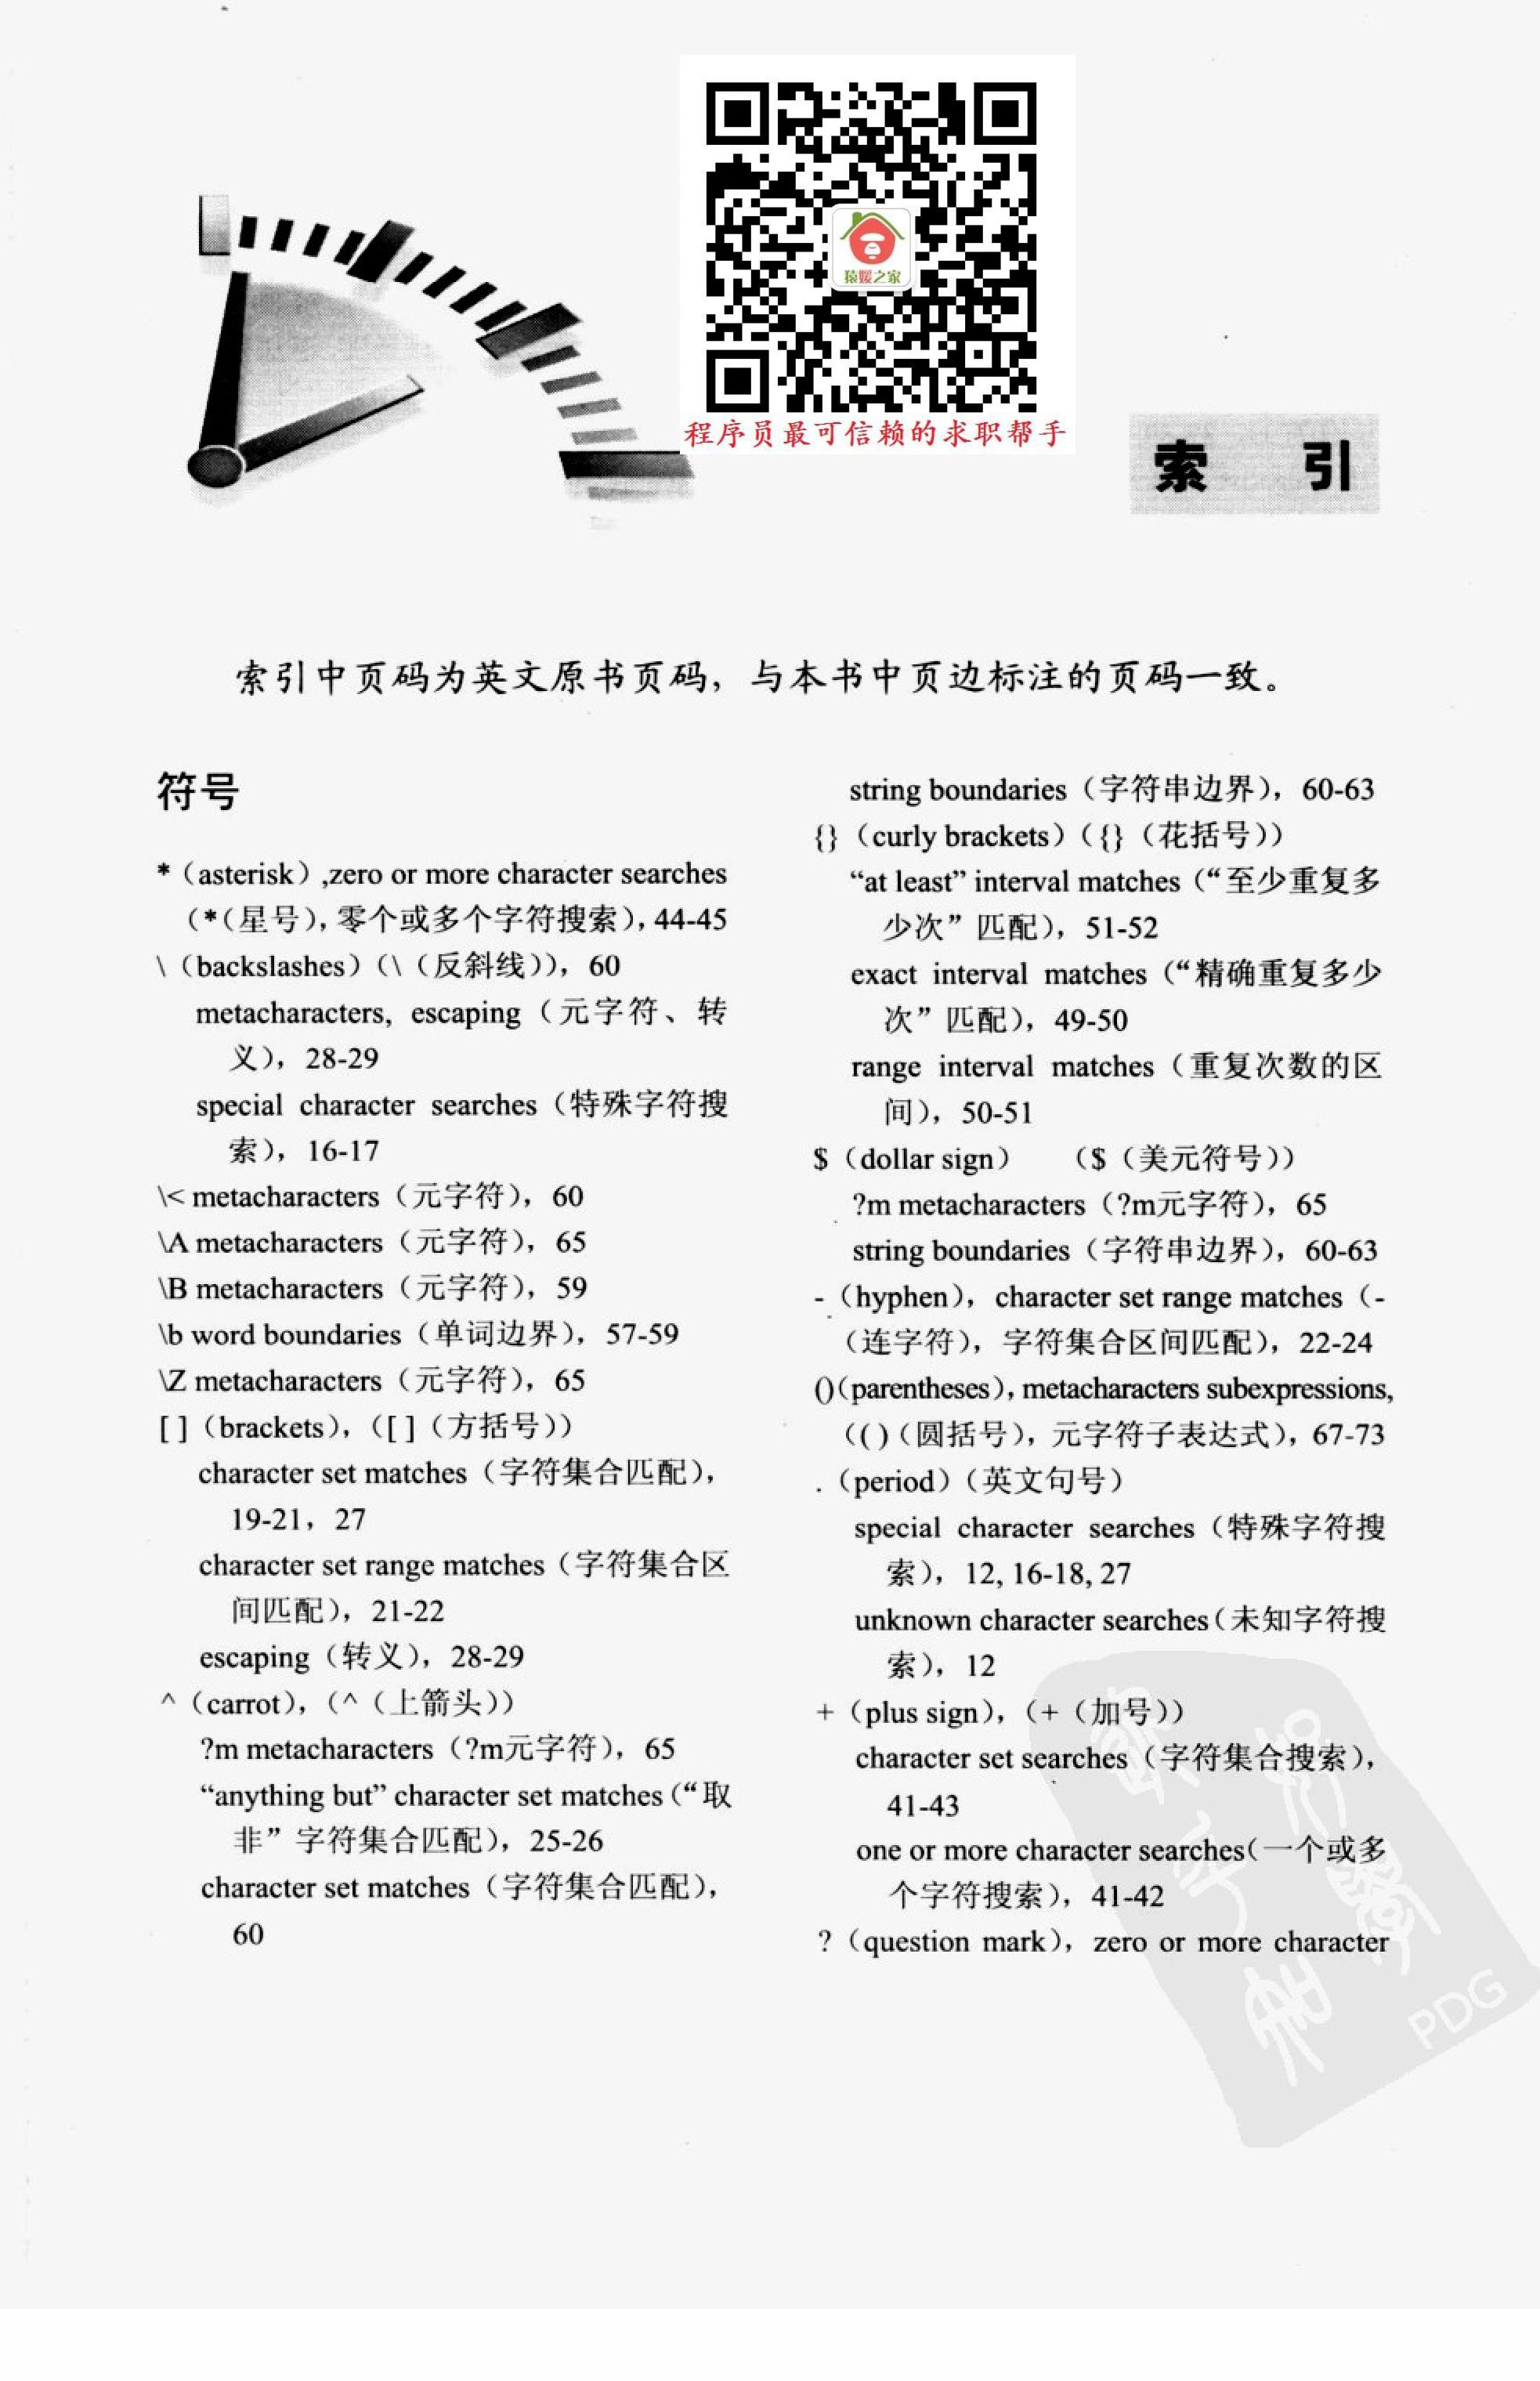 猿媛之家
程序员最可信赖的求职帮手
索 引
索引中页码为英文原书页码，与本书中页边标注的页码一致。
符号
*（asterisk）,zero or more character searches
（*（星号），零个或多个字符搜索），44-45
\（backslashes）（\（反斜线）），60
metacharacters, escaping（元字符、转
义），28-29
special character searches（特殊字符搜
索），16-17
\< metacharacters（元字符），60
\A metacharacters（元字符），65
\B metacharacters（元字符），59
\b word boundaries（单词边界），57-59
\Z metacharacters（元字符），65
[ ]（brackets），（[ ]（方括号））
character set matches（字符集合匹配），
19-21，27
character set range matches（字符集合区
间匹配），21-22
escaping（转义），28-29
^（carrot），（^（上箭头））
?m metacharacters（?m元字符），65
“anything but” character set matches（“取
非”字符集合匹配），25-26
character set matches（字符集合匹配），
60
string boundaries（字符串边界），60-63
{}（curly brackets）（{}（花括号））
“at least” interval matches（“至少重复多
少次”匹配），51-52
exact interval matches（“精确重复多少
次”匹配），49-50
range interval matches（重复次数的区
间），50-51
$（dollar sign） （$（美元符号））
?m metacharacters（?m元字符），65
string boundaries（字符串边界），60-63
-（hyphen），character set range matches（-
（连字符），字符集合区间匹配），22-24
()（parentheses），metacharacters subexpressions,
（( )（圆括号），元字符子表达式），67-73
.（period）（英文句号）
special character searches（特殊字符搜
索），12, 16-18, 27
unknown character searches（未知字符搜
索），12
+（plus sign），（+（加号））
character set searches（字符集合搜索），
41-43
one or more character searches（一个或多
个字符搜索），41-42
?（question mark），zero or more character
PDG